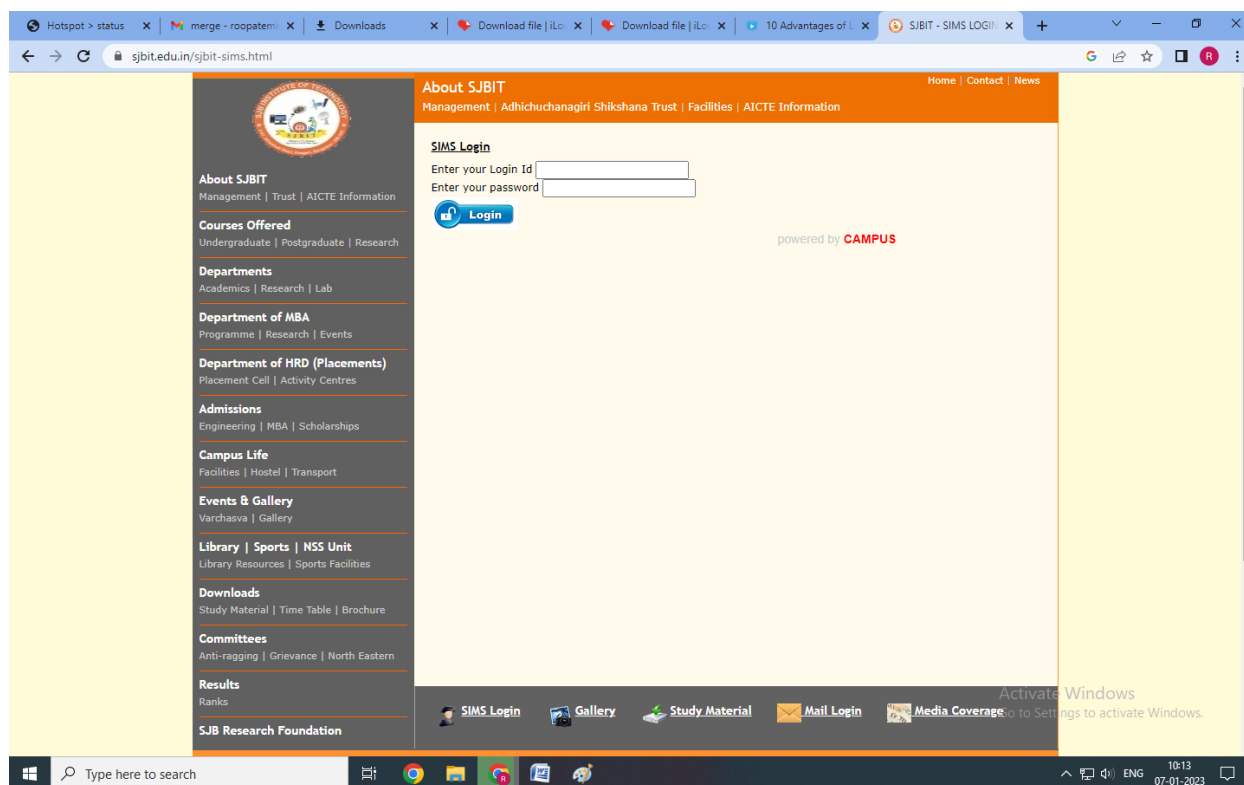 Hotspot > status
merge - roopatemk
Downloads
Download file | iLov
Download file | iLov
10 Advantages of L
SJBIT - SIMS LOGIN
sjbit.edu.in/sjbit-sims.html
G
R
SJBIT
About SJBIT
Management | Trust | AICTE Information
Courses Offered
Undergraduate | Postgraduate | Research
Departments
Academics | Research | Lab
Department of MBA
Programme | Research | Events
Department of HRD (Placements)
Placement Cell | Activity Centres
Admissions
Engineering | MBA | Scholarships
Campus Life
Facilities | Hostel | Transport
Events & Gallery
Varchasva | Gallery
Library | Sports | NSS Unit
Library Resources | Sports Facilities
Downloads
Study Material | Time Table | Brochure
Committees
Anti-ragging | Grievance | North Eastern
Results
Ranks
SJB Research Foundation
Home | Contact | News
About SJBIT
Management | Adhichuchanagiri Shikshana Trust | Facilities | AICTE Information
SIMS Login
Enter your Login Id
Enter your password
Login
powered by CAMPUS
SIMS Login
Gallery
Study Material
Mail Login
Media Coverage
Activate Windows
Go to Settings to activate Windows.
Type here to search
ENG
10:13
07-01-2023